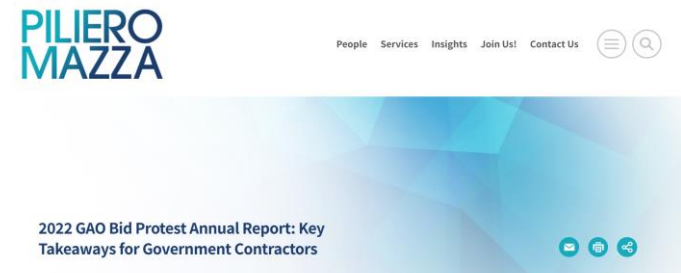 PILIERO
MAZZA
People Services Insights Join Us! Contact Us
2022 GAO Bid Protest Annual Report: Key
Takeaways for Government Contractors